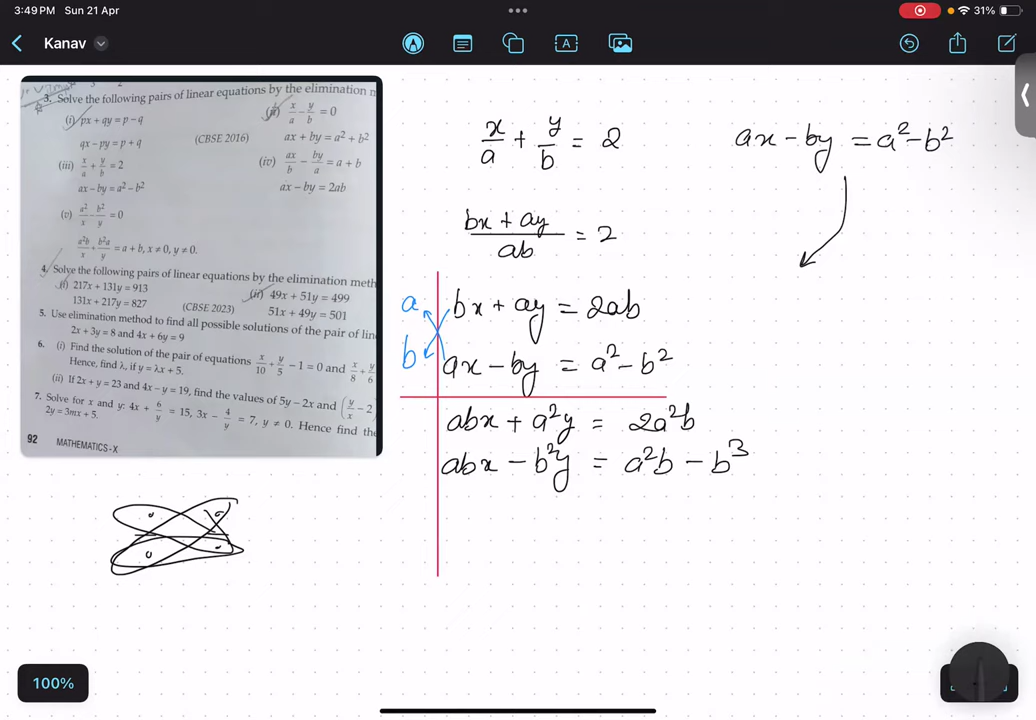 3:49 PM Sun 21 Apr
31%
Kanav
3. Solve the following pairs of linear equations by the elimination m
(i) px + qy = p – q
qx – py = p + q
(CBSE 2016)
(ii) x/a – y/b = 0
ax + by = a² + b²
(iii) x/a + y/b = 2
ax – by = a² – b²
(iv) ax/b – by/a = a + b
ax – by = 2ab
(v) a²/x – b²/y = 0
a²b/x + b²a/y = a + b, x ≠ 0, y ≠ 0.
4. Solve the following pairs of linear equations by the elimination meth
(i) 217x + 131y = 913
131x + 217y = 827
(CBSE 2023)
(ii) 49x + 51y = 499
51x + 49y = 501
5. Use elimination method to find all possible solutions of the pair of lin
2x + 3y = 8 and 4x + 6y = 9
6. (i) Find the solution of the pair of equations x/10 + y/5 – 1 = 0 and x/8 + y/6
Hence, find λ, if y = λx + 5.
(ii) If 2x + y = 23 and 4x – y = 19, find the values of 5y – 2x and (y/x – 2
7. Solve for x and y: 4x + 6/y = 15, 3x – 4/y = 7, y ≠ 0. Hence find the
2y = 3mx + 5.
92 MATHEMATICS-X
x/a + y/b = 2
ax – by = a² – b²
(bx + ay)/ab = 2
a
bx + ay = 2ab
b
ax – by = a² – b²
abx + a²y = 2a²b
abx – b²y = a²b – b³
100%